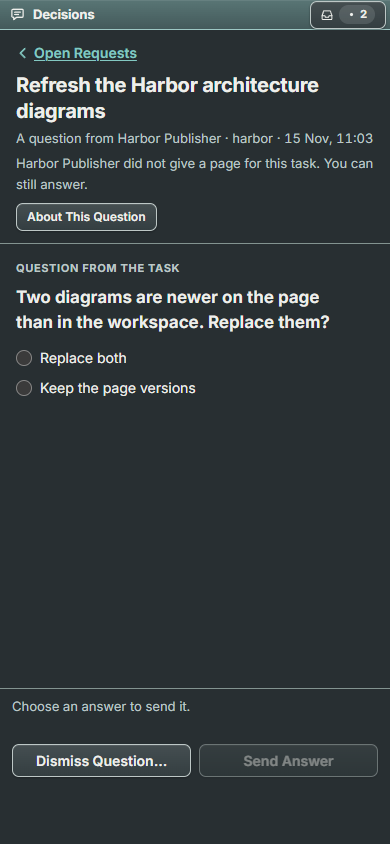 Decisions
• 2
Open Requests
Refresh the Harbor architecture
diagrams
A question from Harbor Publisher · harbor · 15 Nov, 11:03
Harbor Publisher did not give a page for this task. You can
still answer.
About This Question
QUESTION FROM THE TASK
Two diagrams are newer on the page
than in the workspace. Replace them?
Replace both
Keep the page versions
Choose an answer to send it.
Dismiss Question...
Send Answer